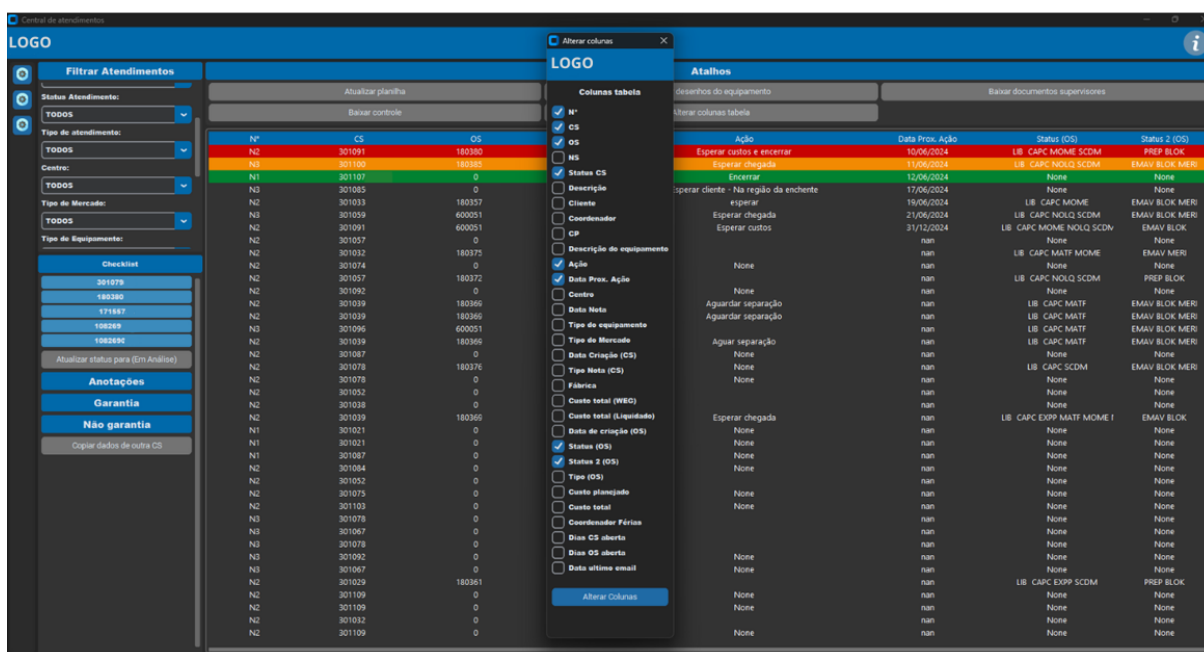 Central de atendimentos
LOGO
Filtrar Atendimentos
Status Atendimento:
TODOS
Tipo de atendimento:
TODOS
Centro:
TODOS
Tipo de Mercado:
TODOS
Tipo de Equipamento:
Checklist
301079
180380
171557
108269
1082690
Atualizar status para (Em Análise)
Anotações
Garantia
Não garantia
Copiar dados de outra CS
Atalhos
Atualizar planilha
desenhos do equipamento
Baixar documentos supervisores
Baixar controle
Alterar colunas tabela
Alterar colunas
LOGO
Colunas tabela
N°
CS
OS
NS
Status CS
Descrição
Cliente
Coordenador
CP
Descrição do equipamento
Ação
Data Prox. Ação
Centro
Data Nota
Tipo de equipamento
Tipo de Mercado
Data Criação (CS)
Tipo Nota (CS)
Fábrica
Custo total (WEG)
Custo total (Liquidado)
Data de criação (OS)
Status (OS)
Status 2 (OS)
Tipo (OS)
Custo planejado
Custo total
Coordenador Férias
Dias CS aberta
Dias OS aberta
Data ultimo email
Alterar Colunas
N° CS OS Ação Data Prox. Ação Status (OS) Status 2 (OS)
N2 301091 180380 Esperar custos e encerrar 10/06/2024 LIB CAPC MOME SCDM PREP BLOK
N3 301100 180385 Esperar chegada 11/06/2024 LIB CAPC NOLQ SCDM EMAV BLOK MERI
N1 301107 0 Encerrar 12/06/2024 None None
N3 301085 0 Esperar cliente - Na região da enchente 17/06/2024 None None
N2 301033 180357 esperar 19/06/2024 LIB CAPC MOME EMAV BLOK MERI
N3 301059 600051 Esperar chegada 21/06/2024 LIB CAPC NOLQ SCDM EMAV BLOK MERI
N2 301091 600051 Esperar custos 31/12/2024 LIB CAPC MOME NOLQ SCDM EMAV BLOK
N2 301057 0 nan None None
N2 301032 180375 nan LIB CAPC MATF MOME EMAV MERI
N2 301074 0 None nan None None
N2 301057 180372 nan LIB CAPC NOLQ SCDM PREP BLOK
N2 301092 0 None nan None None
N2 301039 180369 Aguardar separação nan LIB CAPC MATF EMAV BLOK MERI
N2 301039 180369 Aguardar separação nan LIB CAPC MATF EMAV BLOK MERI
N3 301096 600051 nan LIB CAPC MATF EMAV BLOK MERI
N2 301039 180369 Aguar separação nan LIB CAPC MATF EMAV BLOK MERI
N2 301087 0 None nan None None
N2 301078 180376 None nan LIB CAPC SCDM EMAV BLOK MERI
N2 301078 0 None nan None None
N2 301052 0 nan None None
N2 301038 0 nan None None
N2 301039 180369 Esperar chegada nan LIB CAPC EXPP MATF MOME I EMAV BLOK
N1 301021 0 None nan None None
N1 301021 0 None nan None None
N1 301087 0 None nan None None
N2 301084 0 None nan None None
N2 301052 0 nan None None
N2 301075 0 None nan None None
N2 301103 0 None nan None None
N3 301078 0 nan None None
N3 301067 0 nan None None
N3 301078 0 nan None None
N3 301092 0 None nan None None
N3 301067 0 None nan None None
N2 301029 180361 nan LIB CAPC EXPP SCDM PREP BLOK
N2 301109 0 None nan None None
N2 301109 0 None nan None None
N2 301032 0 nan None None
N2 301109 0 None nan None None